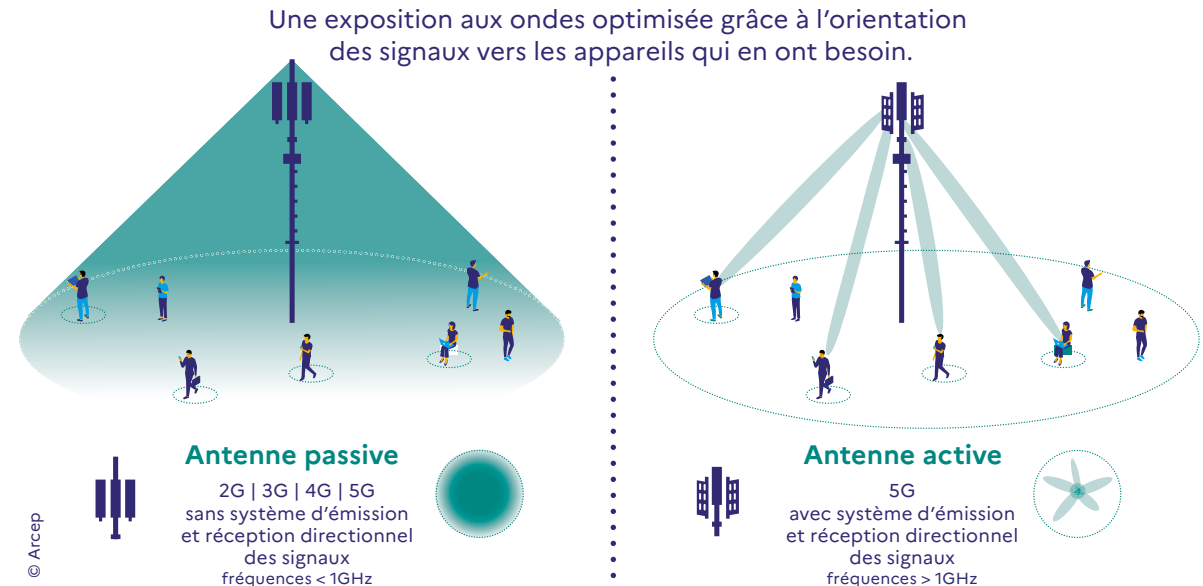 Une exposition aux ondes optimisée grâce à l'orientation
des signaux vers les appareils qui en ont besoin.
Antenne passive
2G | 3G | 4G | 5G
sans système d'émission
et réception directionnel
des signaux
fréquences < 1GHz
Antenne active
5G
avec système d'émission
et réception directionnel
des signaux
fréquences > 1GHz
© Arcep